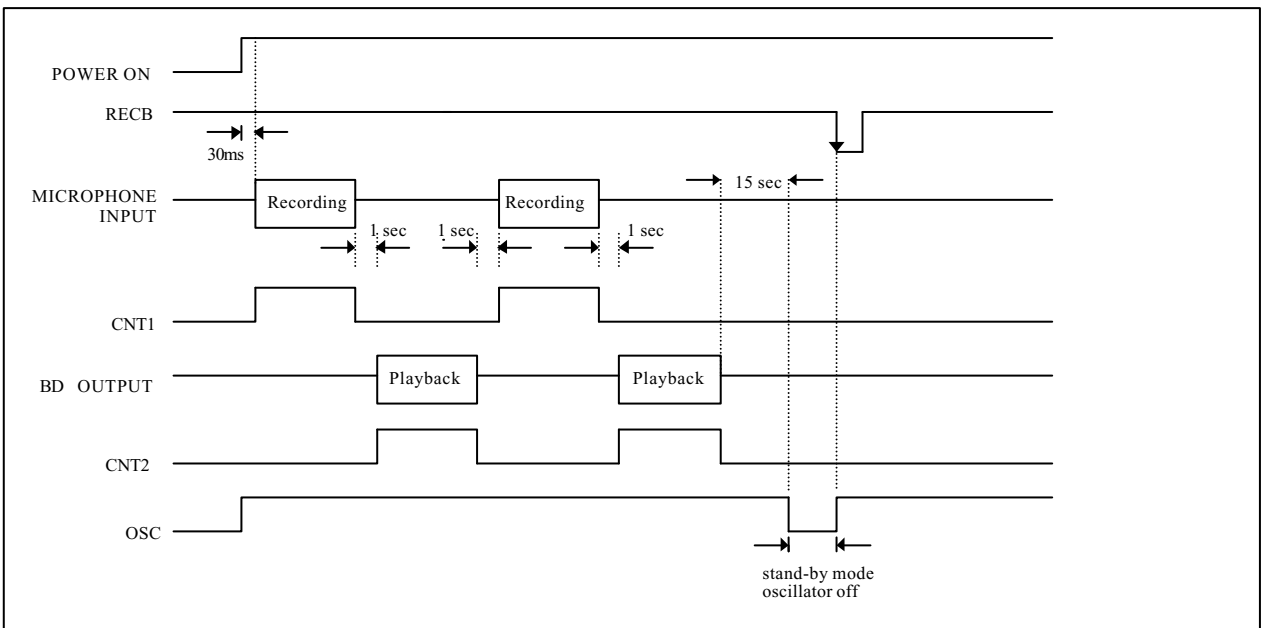 POWER ON
RECB
30ms
MICROPHONE
INPUT
15 sec
Recording
Recording
1 sec
1 sec
1 sec
CNT1
BD OUTPUT
Playback
Playback
CNT2
OSC
stand-by mode
oscillator off